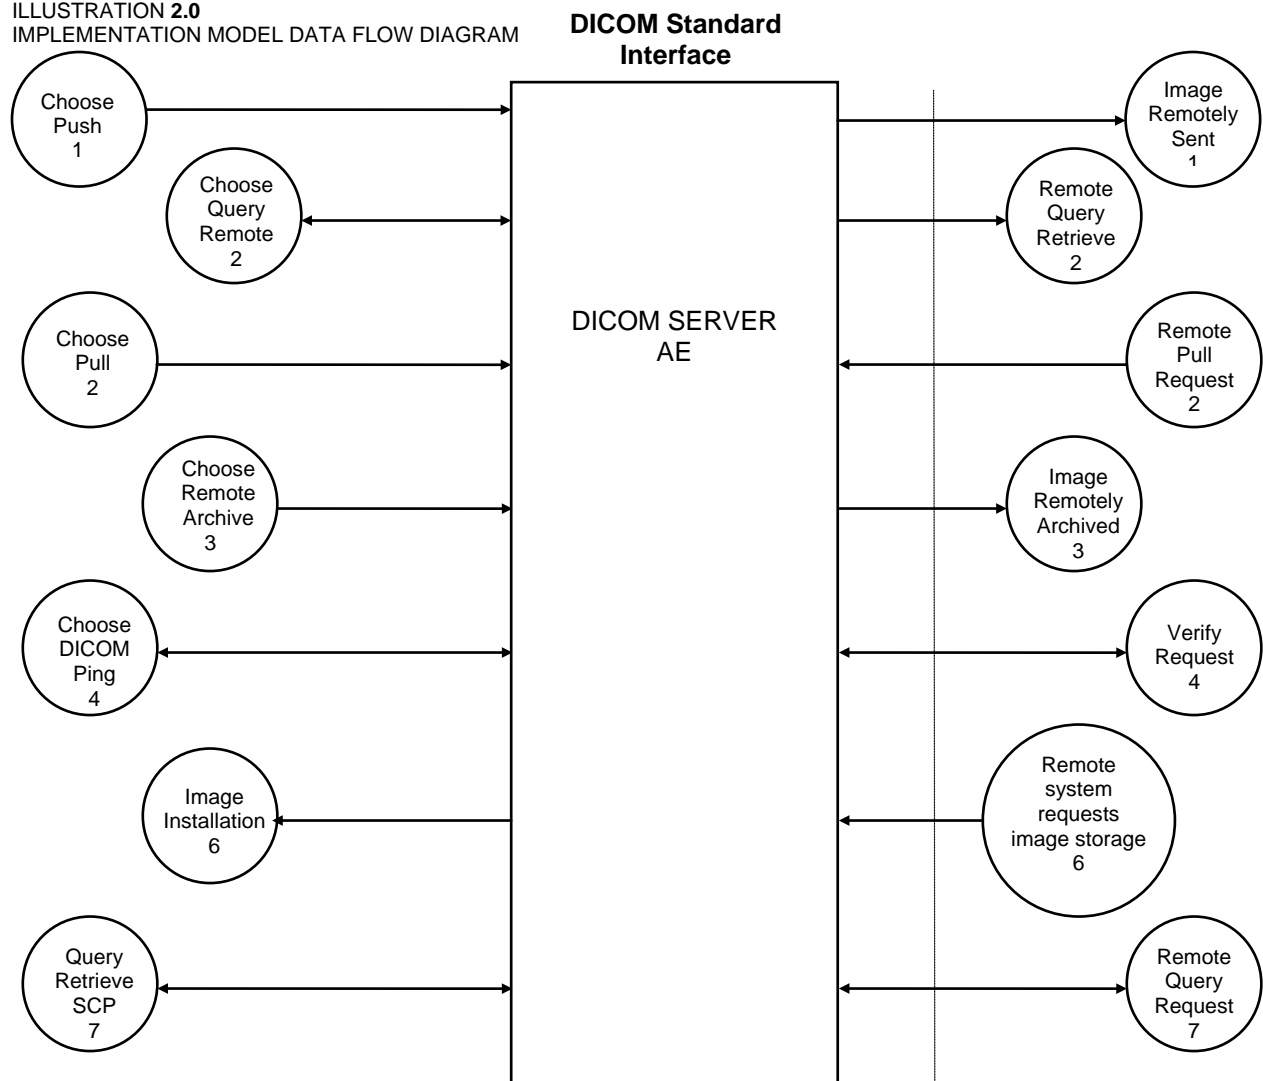 ILLUSTRATION 2.0
IMPLEMENTATION MODEL DATA FLOW DIAGRAM
DICOM Standard
Interface
Choose
Push
1
Image
Remotely
Sent
1
Choose
Query
Remote
2
Remote
Query
Retrieve
2
DICOM SERVER
AE
Choose
Pull
2
Remote
Pull
Request
2
Choose
Remote
Archive
3
Image
Remotely
Archived
3
Choose
DICOM
Ping
4
Verify
Request
4
Image
Installation
6
Remote
system
requests
image storage
6
Query
Retrieve
SCP
7
Remote
Query
Request
7